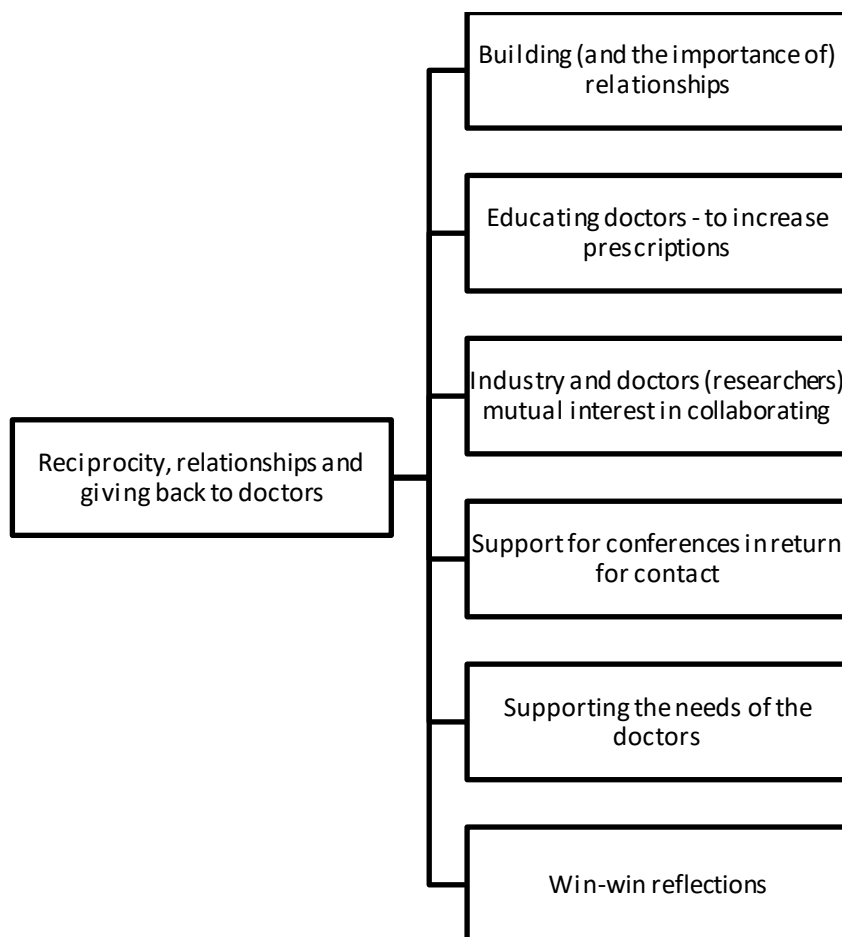 Building (and the importance of)
relationships
Educating doctors - to increase
prescriptions
Industry and doctors (researchers)
mutual interest in collaborating
Reciprocity, relationships and
giving back to doctors
Support for conferences in return
for contact
Supporting the needs of the
doctors
Win-win reflections